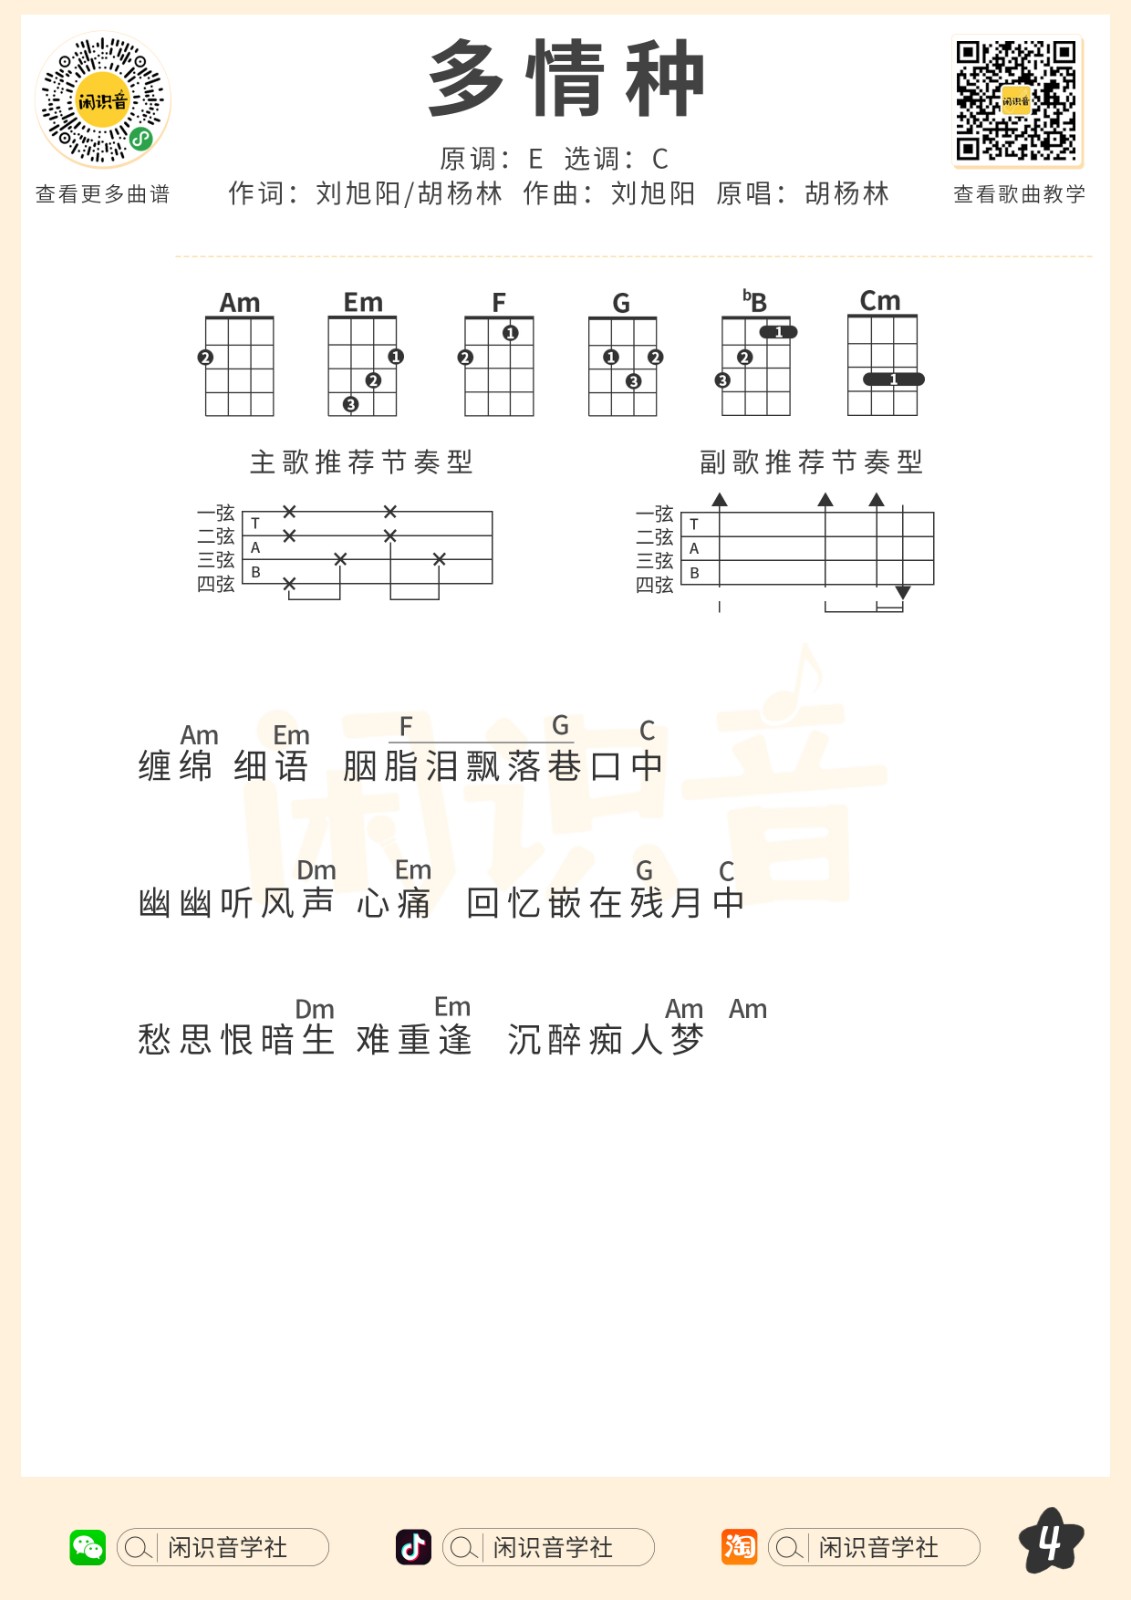 多情种
原调：E 选调：C
作词：刘旭阳/胡杨林 作曲：刘旭阳 原唱：胡杨林
闲识音
查看更多曲谱
闲识音
查看歌曲教学
Am Em F G bB Cm
2
1 2 3
1 2
1 2 3
1 2 3
1
主歌推荐节奏型
一弦
二弦
三弦
四弦
T
A
B
副歌推荐节奏型
一弦
二弦
三弦
四弦
T
A
B
闲识音
Am Em F G C
缠绵 细语 胭脂泪飘落巷口中
Dm Em G C
幽幽听风声 心痛 回忆嵌在残月中
Dm Em Am Am
愁思恨暗生 难重逢 沉醉痴人梦
闲识音学社
闲识音学社
淘 闲识音学社
4